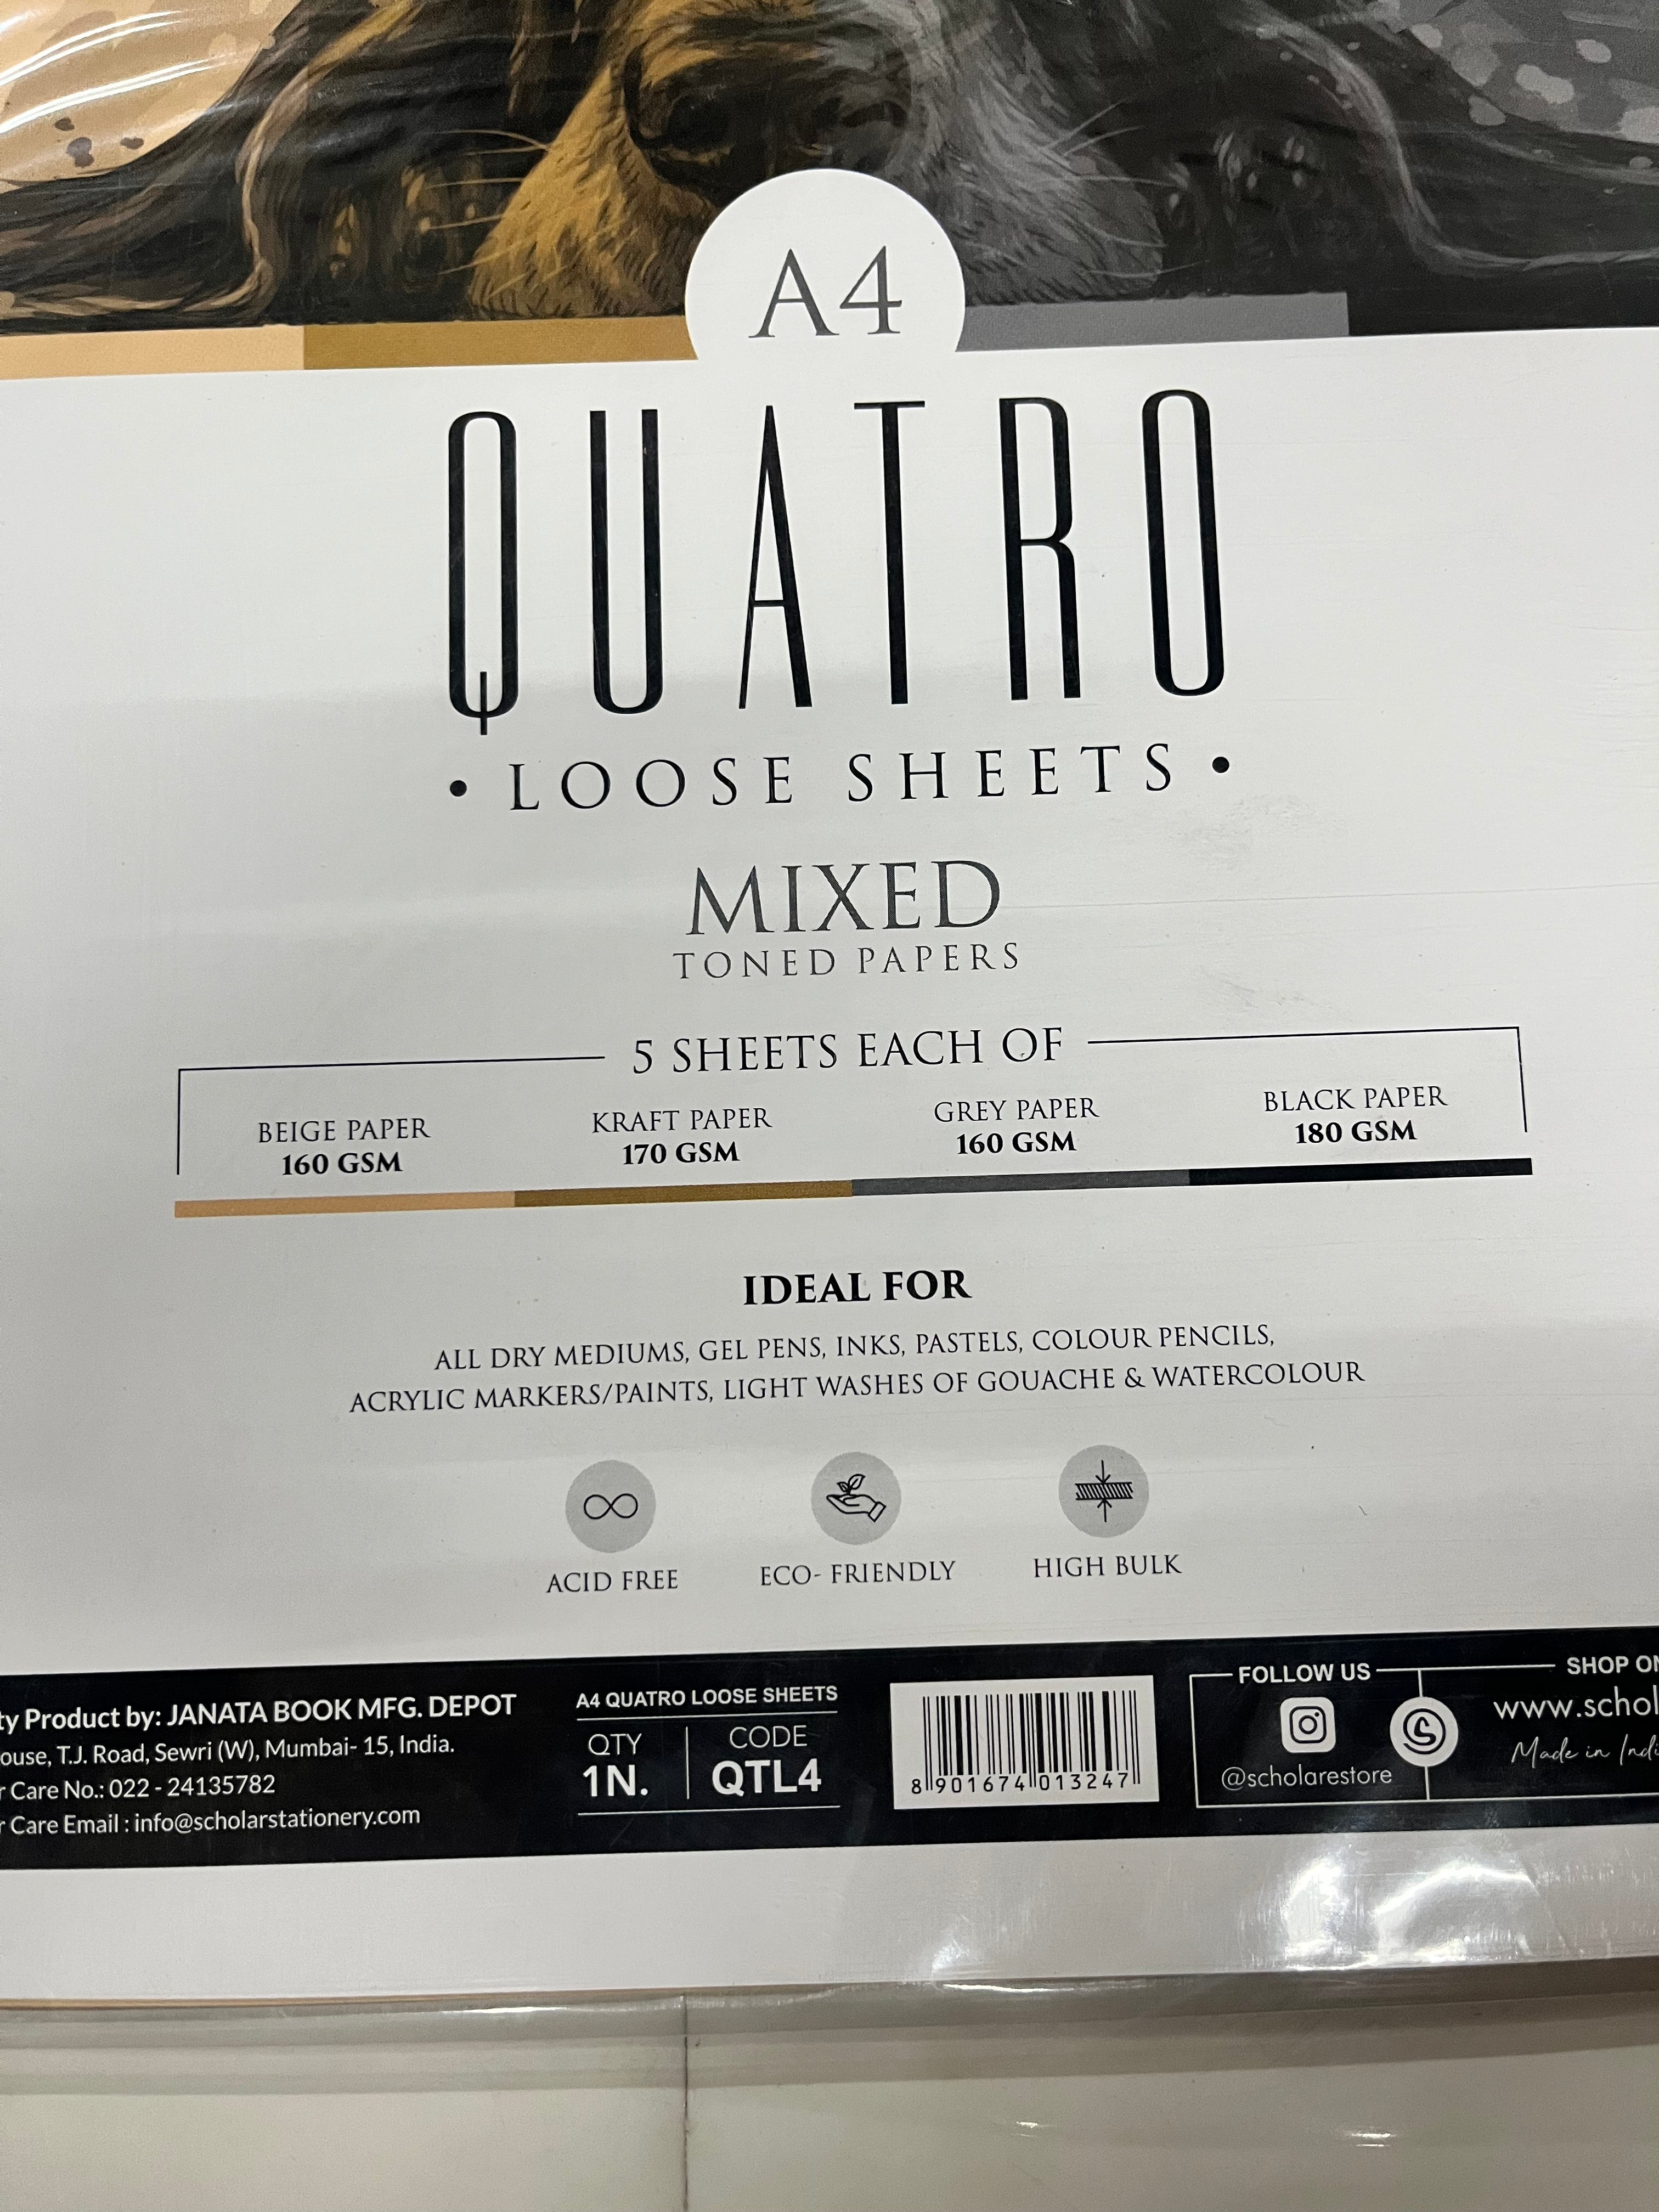 A4
QUATRO
• LOOSE SHEETS •
MIXED
TONED PAPERS
5 SHEETS EACH OF
BEIGE PAPER
160 GSM
KRAFT PAPER
170 GSM
GREY PAPER
160 GSM
BLACK PAPER
180 GSM
IDEAL FOR
ALL DRY MEDIUMS, GEL PENS, INKS, PASTELS, COLOUR PENCILS,
ACRYLIC MARKERS/PAINTS, LIGHT WASHES OF GOUACHE & WATERCOLOUR
ACID FREE
ECO- FRIENDLY
HIGH BULK
Product by: JANATA BOOK MFG. DEPOT
T.J. Road, Sewri (W), Mumbai- 15, India.
Care No.: 022 - 24135782
Care Email : info@scholarstationery.com
A4 QUATRO LOOSE SHEETS
QTY
1N.
CODE
QTL4
8 901674 013247
FOLLOW US
@scholarestore
SHOP
www.schol
Made in